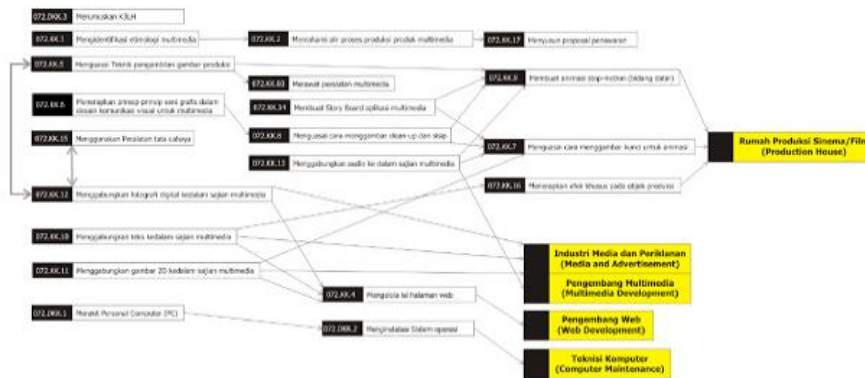 072.DKK.3 Merumuskan K3LH
072.KK.1 Mengidentifikasi etimologi multimedia
072.KK.2 Memahami alir proses produksi produk multimedia
072.KK.17 Menyusun proposal penawaran
072.KK.5 Menguasai Teknik pengambilan gambar produksi
072.KK.9 Membuat animasi stop-motion (bidang datar)
Merawat peralatan multimedia
072.KK.6 Menerapkan prinsip-prinsip seni grafis dalam
desain komunikasi visual untuk multimedia
072.KK.14 Membuat Story Board aplikasi multimedia
072.KK.15 Menggunakan Peralatan tata cahaya
072.KK.8 Menguasai cara menggambar clean-up dan sisip
072.KK.7 Menguasai cara menggambar kunci untuk animasi
Rumah Produksi Sinema/Film
(Production House)
072.KK.13 Menggabungkan audio ke dalam sajian multimedia
072.KK.12 Menggabungkan fotografi digital kedalam sajian multimedia
072.KK.16 Menerapkan efek khusus pada objek produksi
072.KK.10 Menggabungkan teks kedalam sajian multimedia
Industri Media dan Periklanan
(Media and Advertisement)
072.KK.11 Menggabungkan gambar 2D kedalam sajian multimedia
Pengembang Multimedia
(Multimedia Development)
072.KK.4 Mengelola isi halaman web
072.DKK.1 Merakit Personal Computer (PC)
Pengembang Web
(Web Development)
072.DKK.2 Menginstalasi Sistem operasi
Teknisi Komputer
(Computer Maintenance)